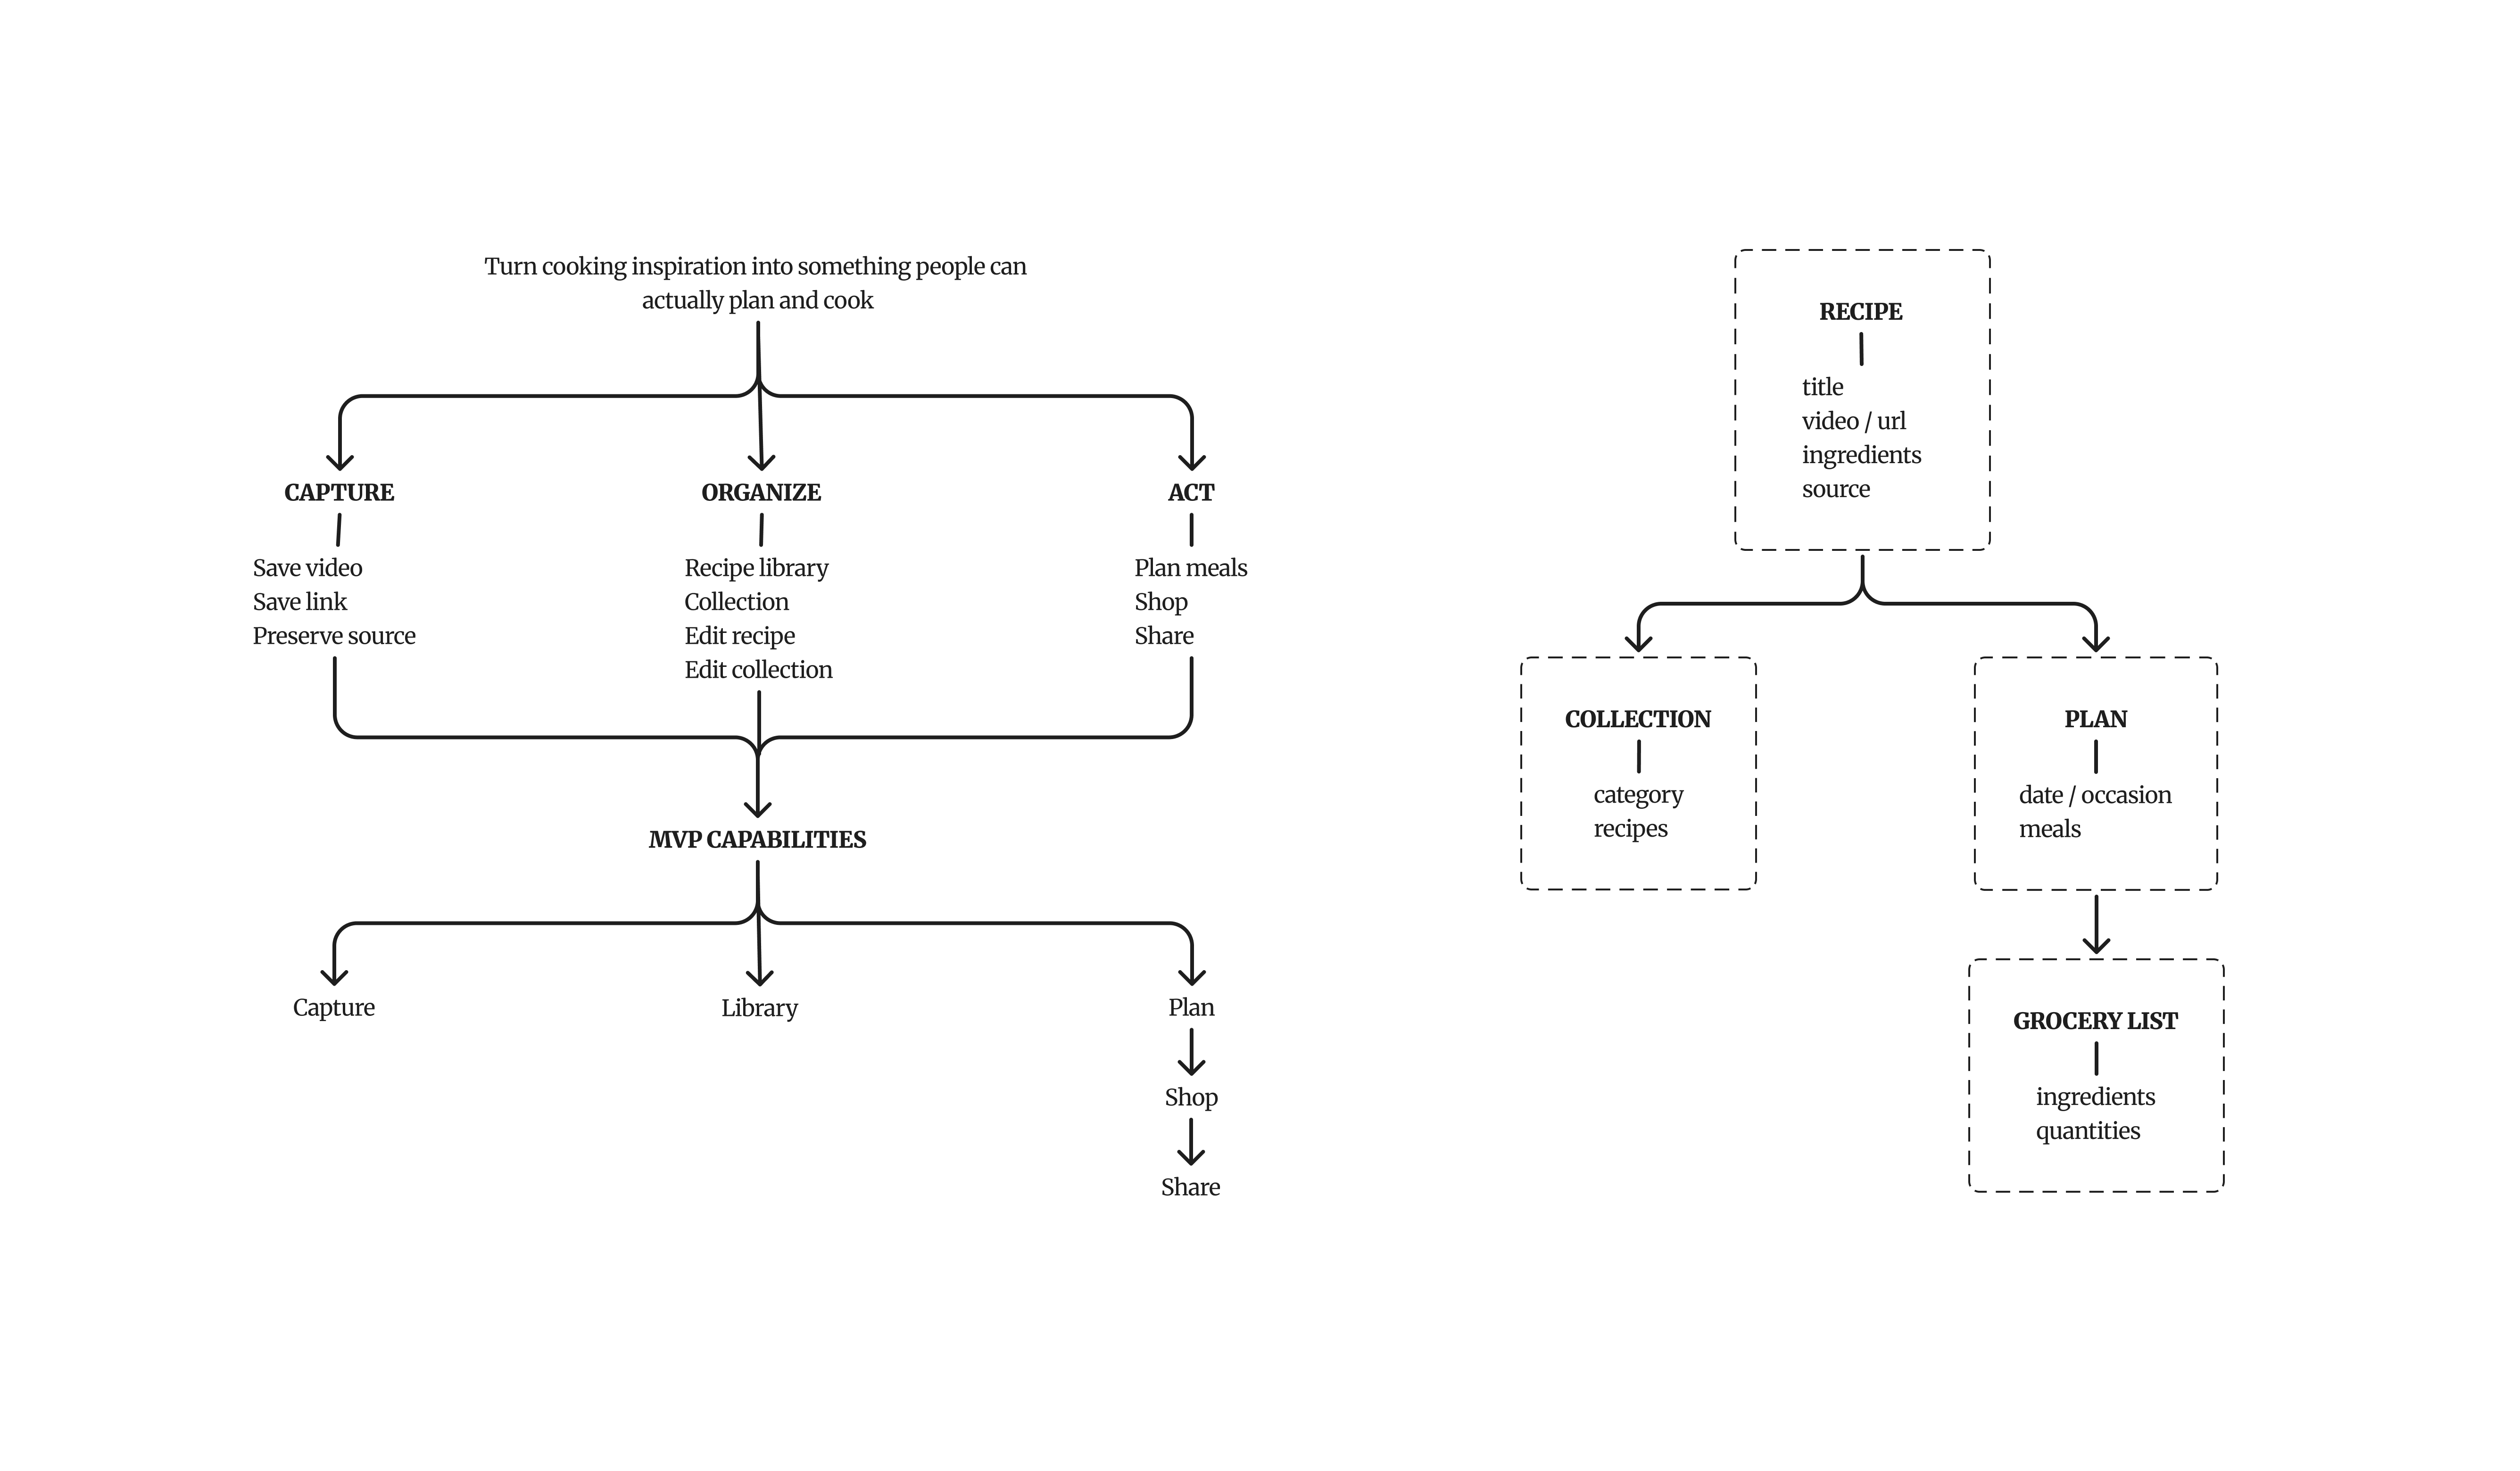 Turn cooking inspiration into something people can
actually plan and cook
CAPTURE
Save video
Save link
Preserve source
ORGANIZE
Recipe library
Collection
Edit recipe
Edit collection
ACT
Plan meals
Shop
Share
MVP CAPABILITIES
Capture
Library
Plan
Shop
Share
RECIPE
title
video / url
ingredients
source
COLLECTION
category
recipes
PLAN
date / occasion
meals
GROCERY LIST
ingredients
quantities